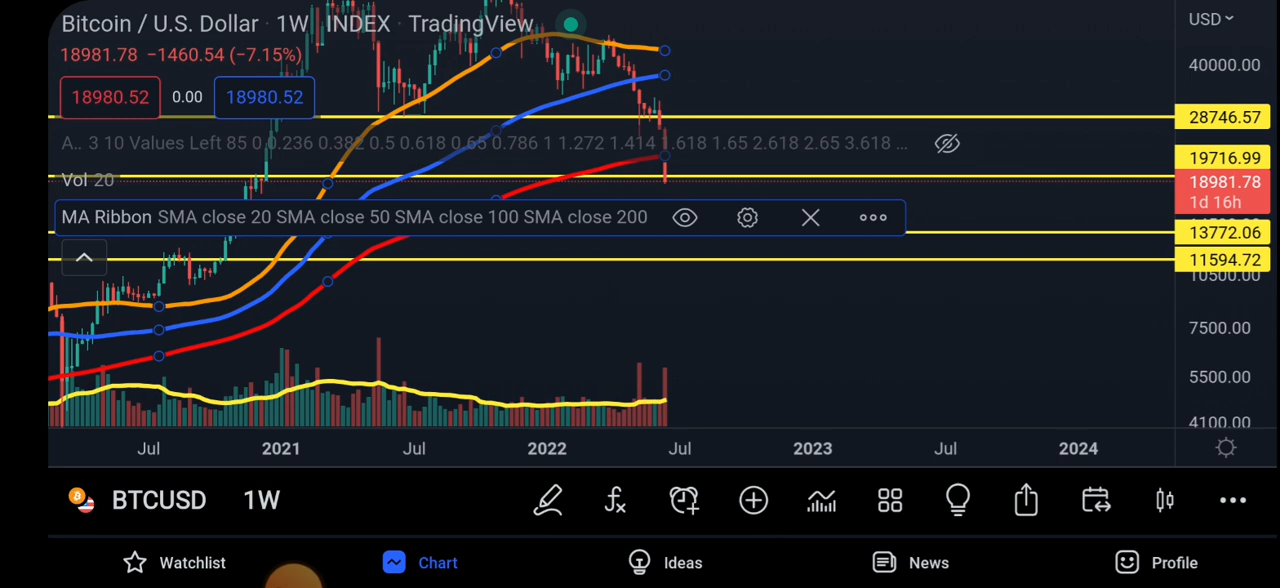 Bitcoin / U.S. Dollar · 1W · INDEX · TradingView
USD
18981.78 −1460.54 (−7.15%)
40000.00
18980.52 0.00 18980.52
28746.57
A.. 3 10 Values Left 85 0 0.236 0.382 0.5 0.618 0.65 0.786 1 1.272 1.414 1.618 1.65 2.618 2.65 3.618 ...
19716.99
Vol 20
18981.78
1d 16h
MA Ribbon SMA close 20 SMA close 50 SMA close 100 SMA close 200
13772.06
11594.72
10500.00
7500.00
5500.00
4100.00
Jul 2021 Jul 2022 Jul 2023 Jul 2024
BTCUSD 1W
Watchlist Chart Ideas News Profile